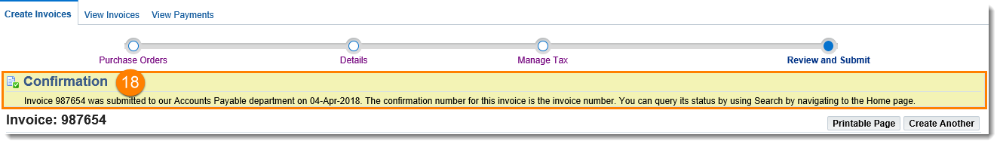 Create Invoices View Invoices View Payments
Purchase Orders Details Manage Tax Review and Submit
Confirmation 18
Invoice 987654 was submitted to our Accounts Payable department on 04-Apr-2018. The confirmation number for this invoice is the invoice number. You can query its status by using Search by navigating to the Home page.
Invoice: 987654 Printable Page Create Another